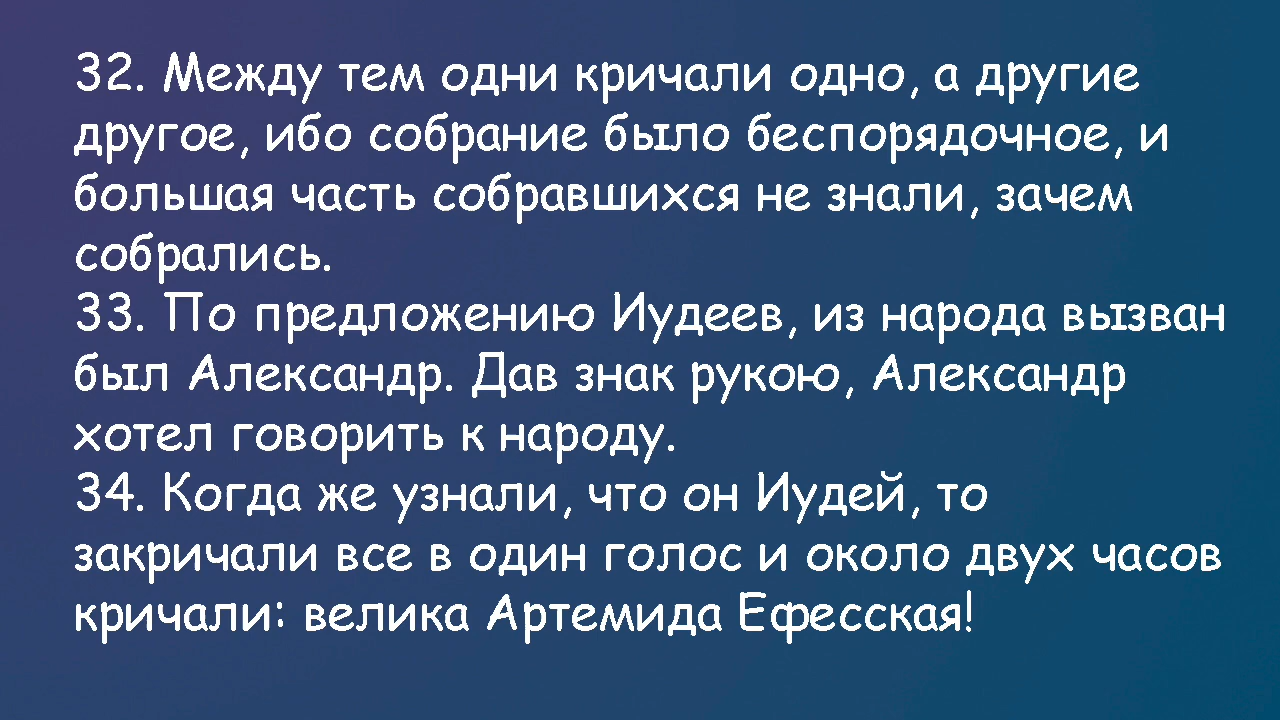 32. Между тем одни кричали одно, а другие
другое, ибо собрание было беспорядочное, и
большая часть собравшихся не знали, зачем
собрались.
33. По предложению Иудеев, из народа вызван
был Александр. Дав знак рукою, Александр
хотел говорить к народу.
34. Когда же узнали, что он Иудей, то
закричали все в один голос и около двух часов
кричали: велика Артемида Ефесская!